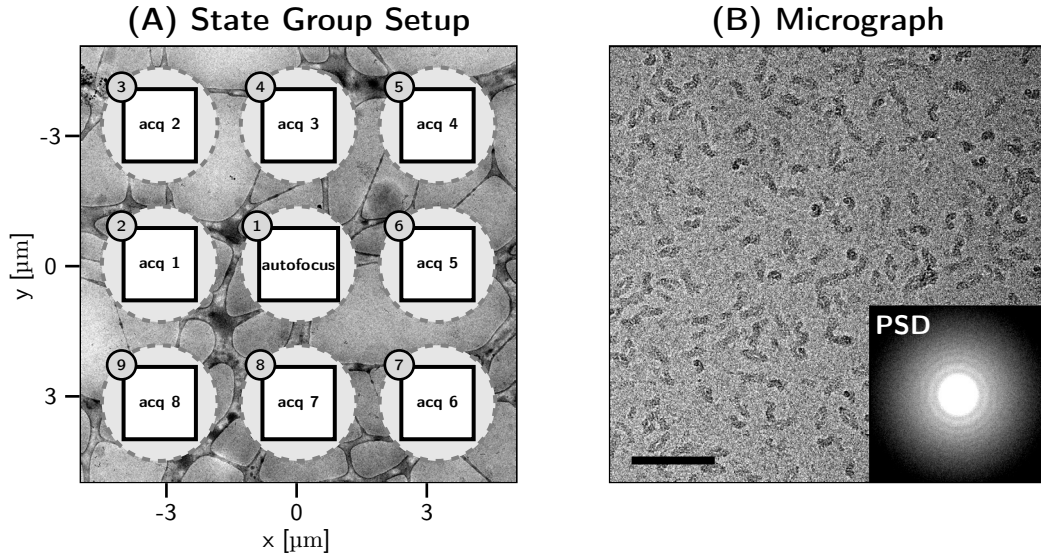 (A) State Group Setup
(B) Micrograph
3
4
5
acq 2
acq 3
acq 4
-3
2
1
6
acq 1
autofocus
acq 5
0
y [µm]
9
8
7
acq 8
acq 7
acq 6
3
-3
0
3
x [µm]
PSD